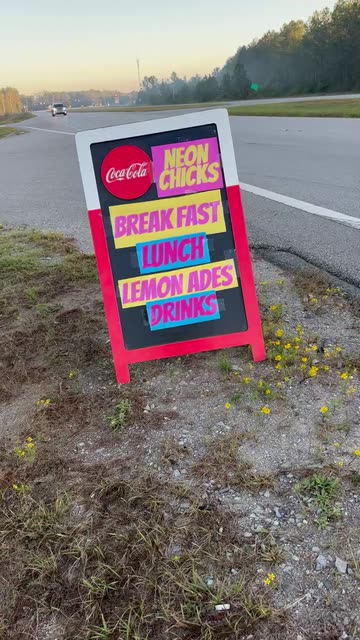 Coca-Cola
NEON
CHICKS
BREAK FAST
LUNCH
LEMON ADES
DRINKS